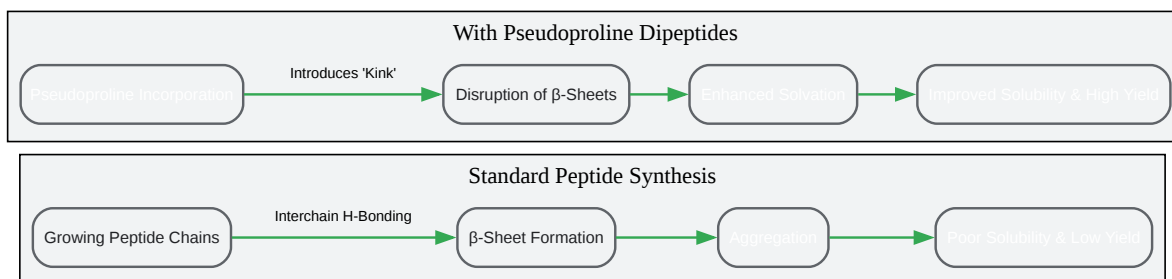 With Pseudoproline Dipeptides
Pseudoproline Incorporation
Introduces 'Kink'
Disruption of β-Sheets
Enhanced Solvation
Improved Solubility & High Yield
Standard Peptide Synthesis
Growing Peptide Chains
Interchain H-Bonding
β-Sheet Formation
Aggregation
Poor Solubility & Low Yield